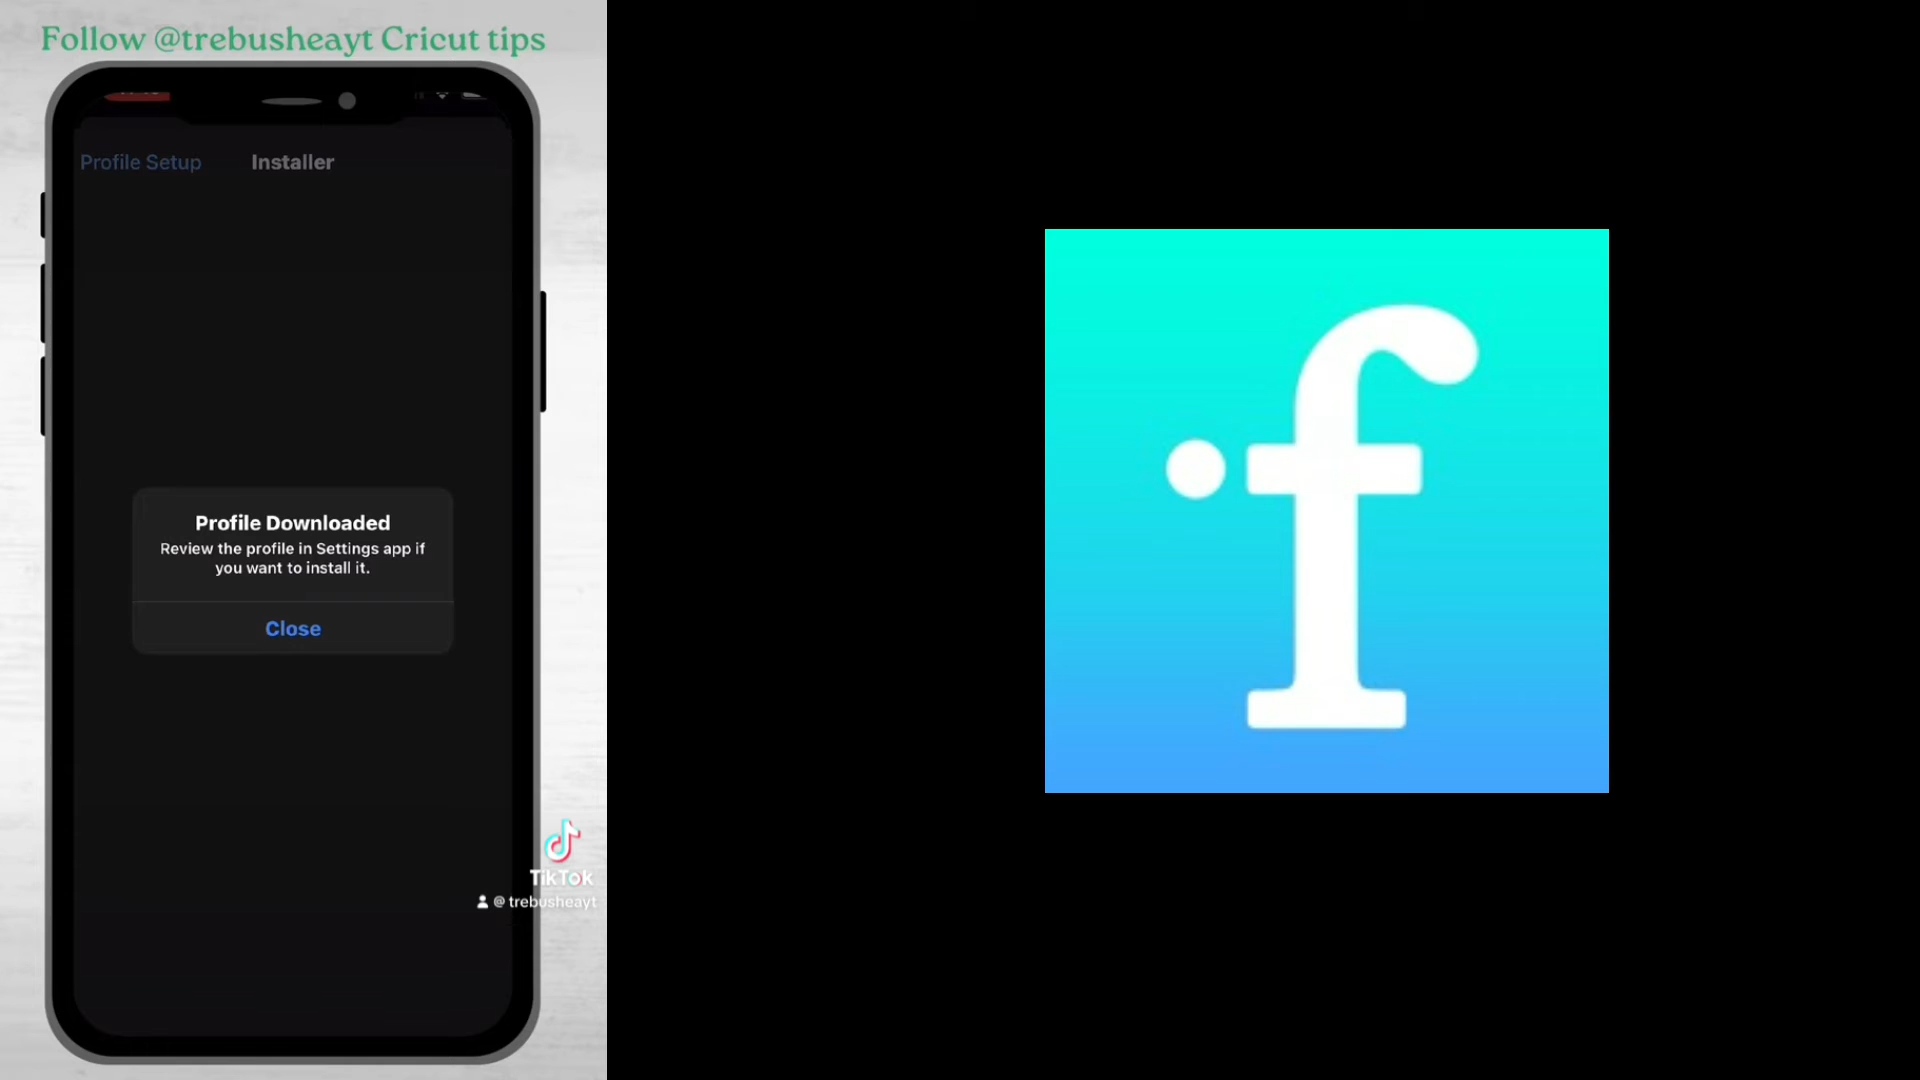 Follow @trebusheayt Cricut tips
Profile Setup
Installer
Profile Downloaded
Review the profile in Settings app if
you want to install it.
Close
TikTok
@ trebusheayt
f